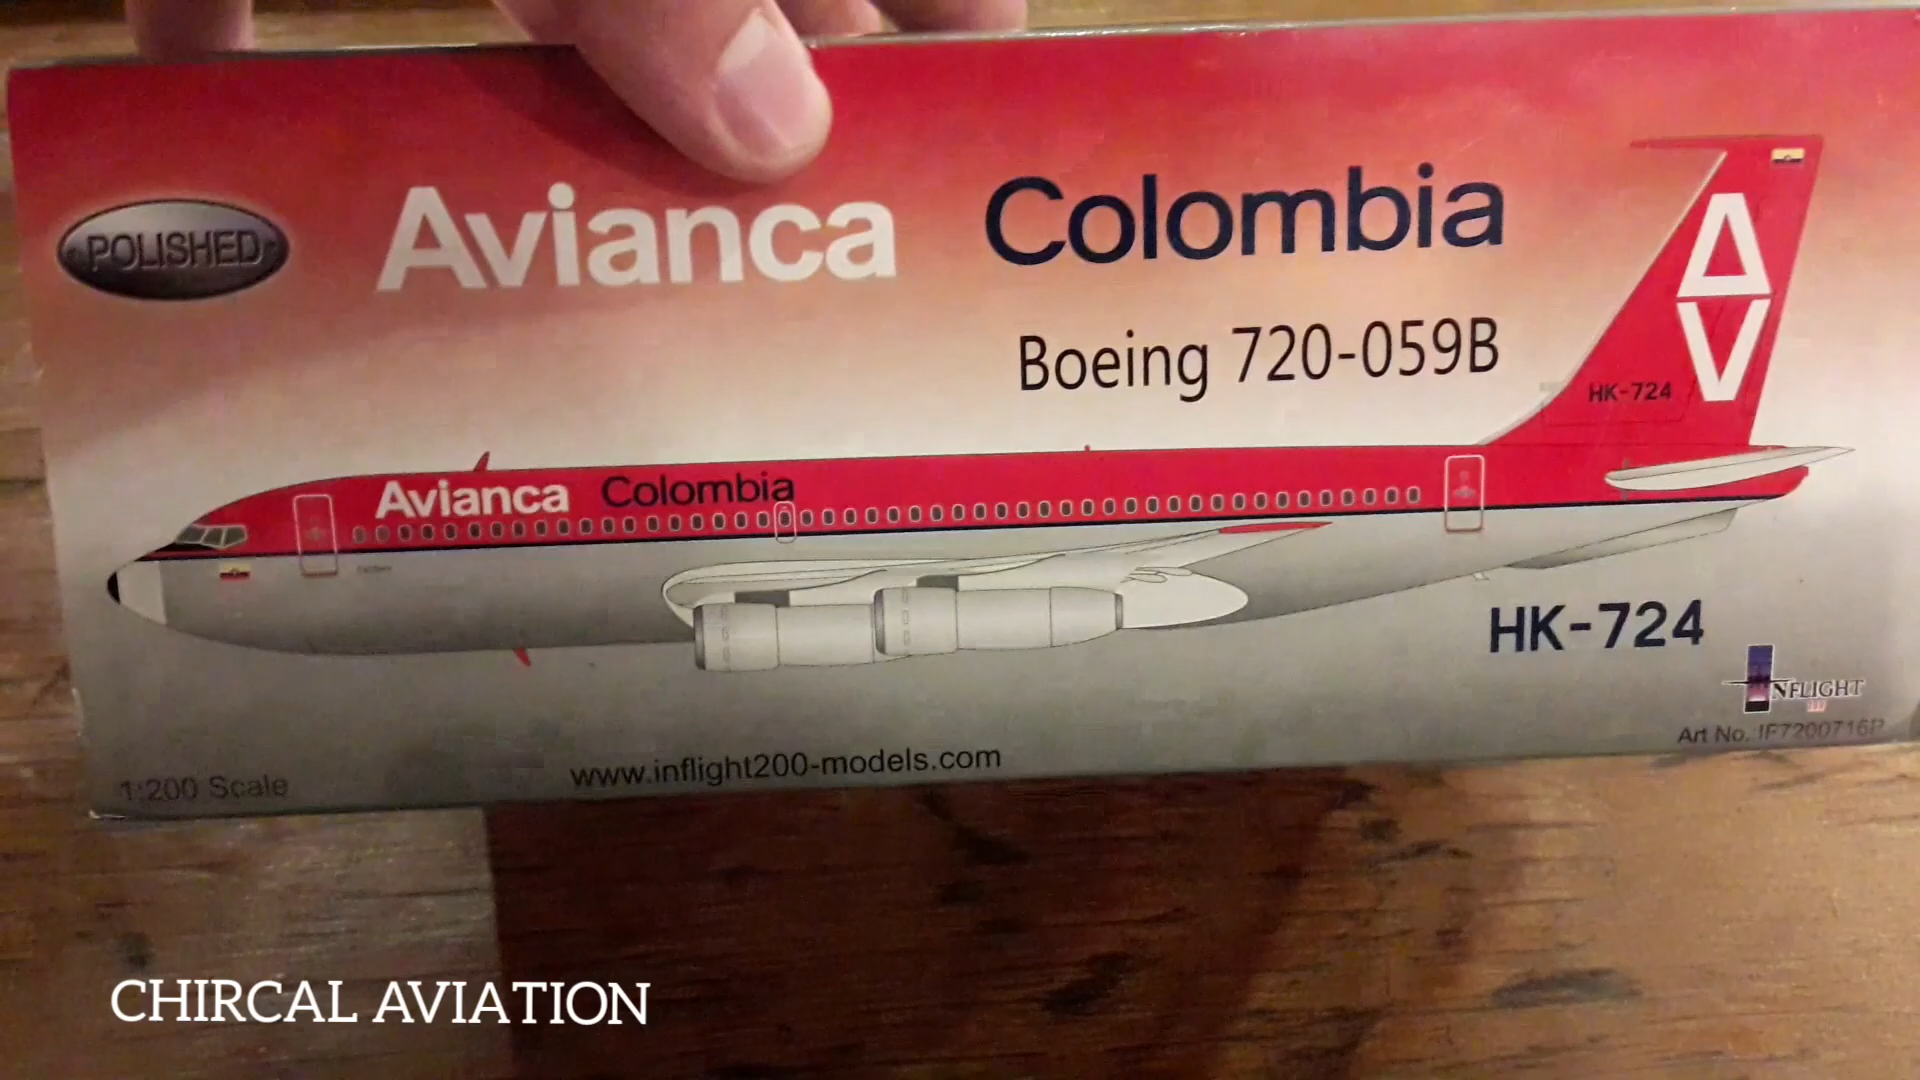 POLISHED
Avianca Colombia
Boeing 720-059B
HK-724
Avianca Colombia
HK-724
INFLIGHT
Art No. IF7200716P
www.inflight200-models.com
1:200 Scale
CHIRCAL AVIATION